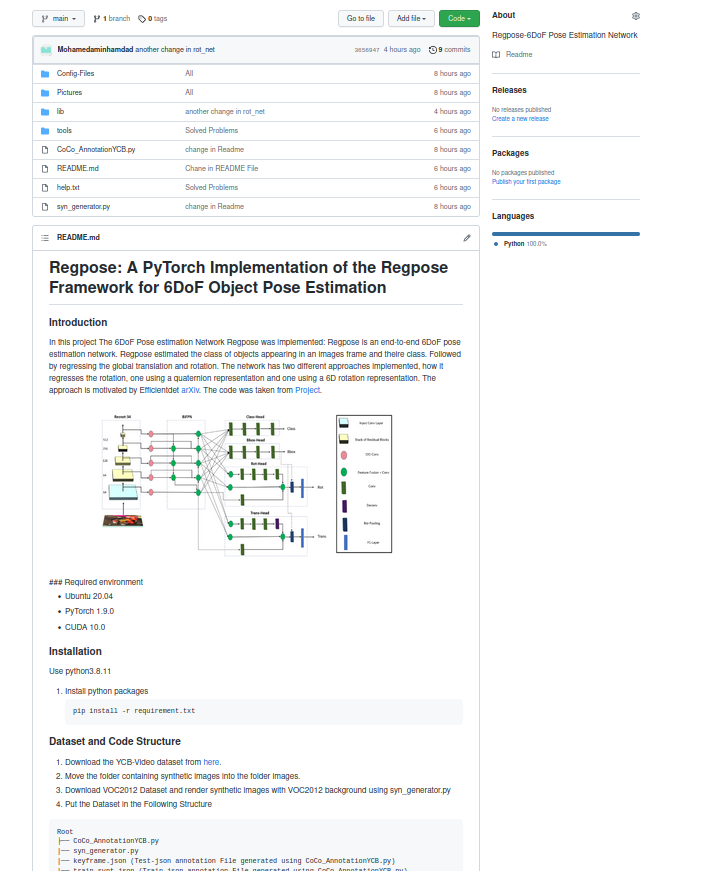 main
1 branch
0 tags
Go to file
Add file
Code
Mohamedaminhamdad another change in rot_net
3656947 4 hours ago
9 commits
Config-Files All 8 hours ago
Pictures All 8 hours ago
lib another change in rot_net 4 hours ago
tools Solved Problems 6 hours ago
CoCo_AnnotationYCB.py change in Readme 8 hours ago
README.md Chane in README File 6 hours ago
help.txt Solved Problems 6 hours ago
syn_generator.py change in Readme 8 hours ago
About
Regpose-6DoF Pose Estimation Network
Readme
Releases
No releases published
Create a new release
Packages
No packages published
Publish your first package
Languages
Python 100.0%
README.md
Regpose: A PyTorch Implementation of the Regpose
Framework for 6DoF Object Pose Estimation
Introduction
In this project The 6DoF Pose estimation Network Regpose was implemented: Regpose is an end-to-end 6DoF pose
estimation network. Regpose estimated the class of objects appearing in an images frame and theire class. Followed
by regressing the global translation and rotation. The network has two different approaches implemented, how it
regresses the rotation, one using a quaternion representation and one using a 6D rotation representation. The
approach is motivated by Efficientdet arXiv. The code was taken from Project.
BiFPN
Class-Head
Class
Bbox-Head
Bbox
Rot-Head
Rot
Trans-Head
Trans
Stack of Residual Blocks
Feature Fusion + Conv
Conv
FC-Layer
### Required environment
• Ubuntu 20.04
• PyTorch 1.9.0
• CUDA 10.0
Installation
Use python3.8.11
1. Install python packages
pip install -r requirement.txt
Dataset and Code Structure
1. Download the YCB-Video dataset from here.
2. Move the folder containing synthetic images into the folder images.
3. Download VOC2012 Dataset and render synthetic images with VOC2012 background using syn_generator.py
4. Put the Dataset in the Following Structure
Root
├── CoCo_AnnotationYCB.py
├── syn_generator.py
├── keyframe.json (Test-json annotation File generated using CoCo_AnnotationYCB.py)